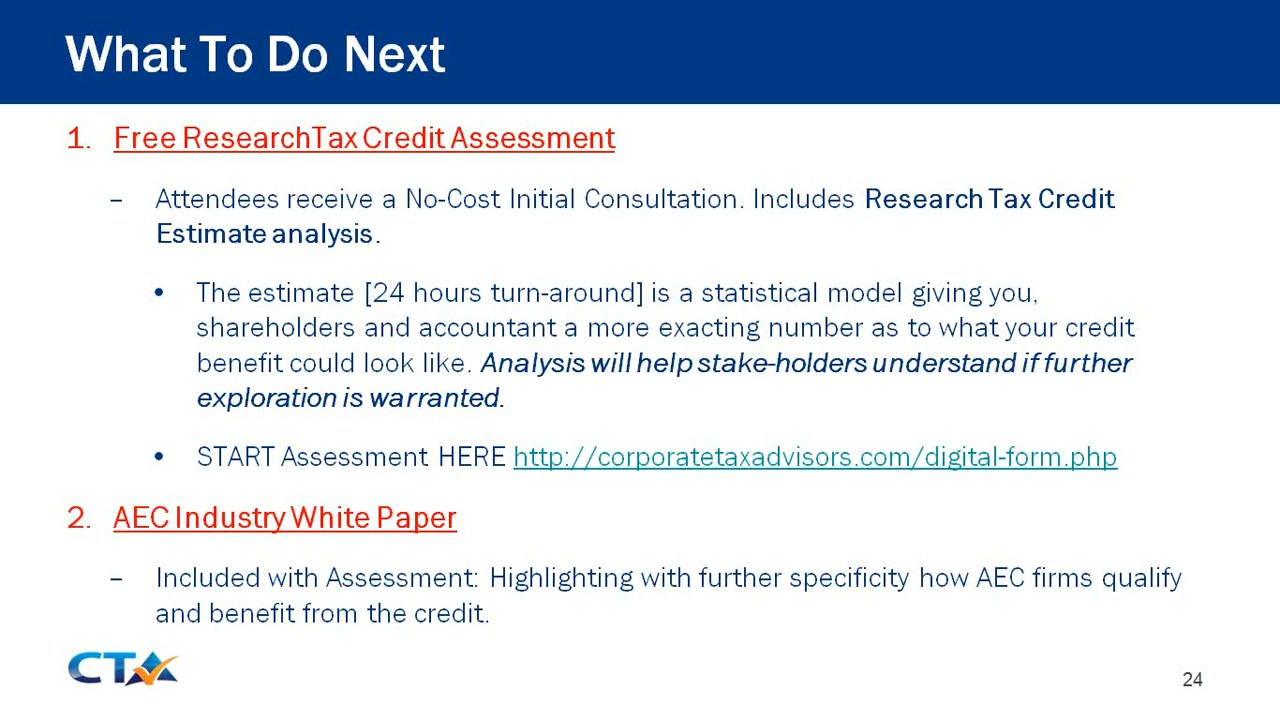 What To Do Next
1. Free ResearchTax Credit Assessment
– Attendees receive a No-Cost Initial Consultation. Includes Research Tax Credit
Estimate analysis.
• The estimate [24 hours turn-around] is a statistical model giving you,
shareholders and accountant a more exacting number as to what your credit
benefit could look like. Analysis will help stake-holders understand if further
exploration is warranted.
• START Assessment HERE http://corporatetaxadvisors.com/digital-form.php
2. AEC Industry White Paper
– Included with Assessment: Highlighting with further specificity how AEC firms qualify
and benefit from the credit.
CTA
24